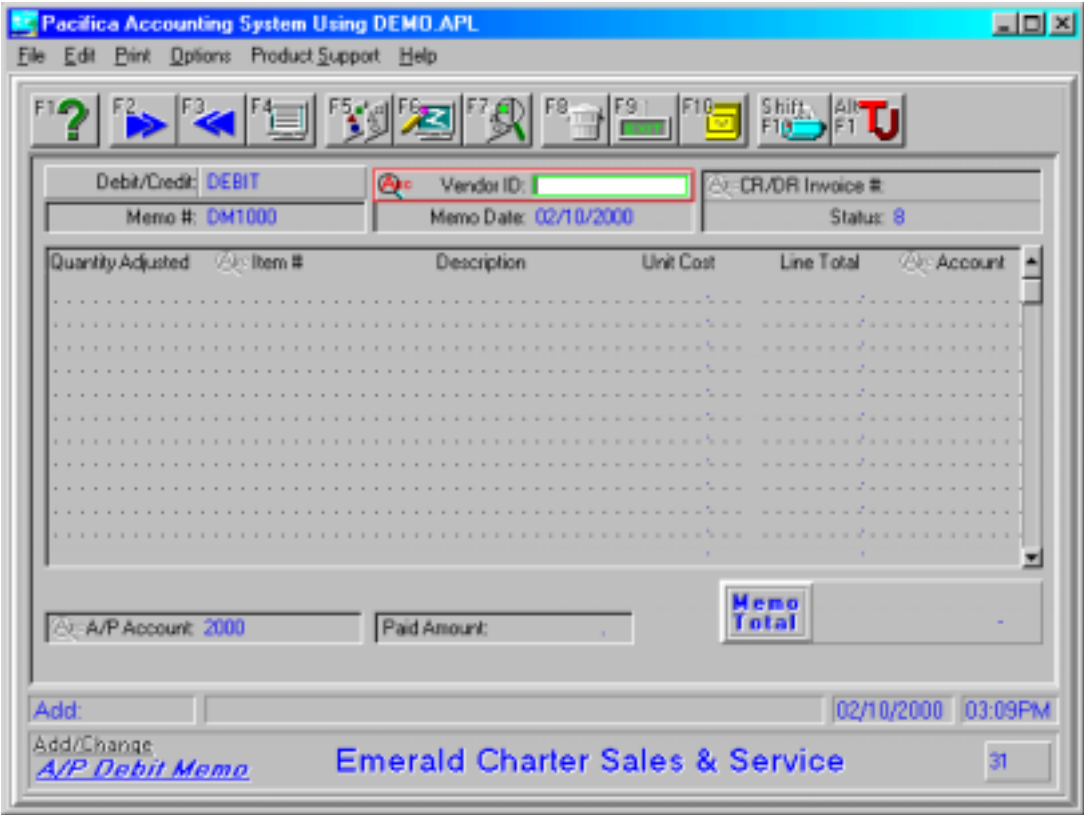 Pacifica Accounting System Using DEMO.APL
File Edit Print Options Product Support Help
F1 F2 F3 F4 F5 F6 F7 F8 F9 F10 Shift F10 Alt F1
EXIT
Debit/Credit: DEBIT Vendor ID: CR/DR Invoice #:
Memo #: DM1000 Memo Date: 02/10/2000 Status: 8
Quantity Adjusted Item # Description Unit Cost Line Total Account
A/P Account: 2000 Paid Amount: Memo Total
Add: 02/10/2000 03:09PM
Add/Change
A/P Debit Memo Emerald Charter Sales & Service 31